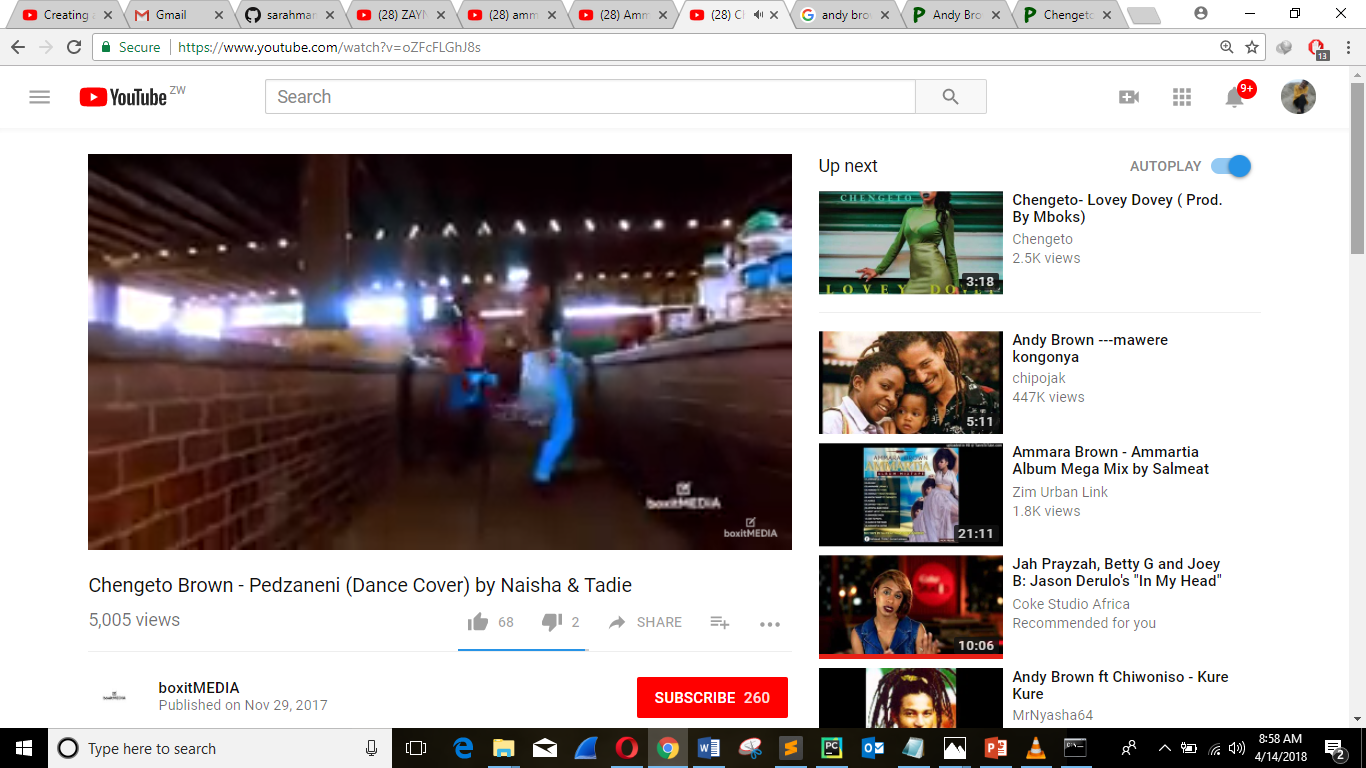 Creating a
Gmail
sarahmar
(28) ZAYN
(28) amm
(28) Amm
(28) Cl
andy brow
Andy Bro
Chengeto
Secure
https://www.youtube.com/watch?v=oZFcFLGhJ8s
13
YouTube ZW
Search
9+
boxitMEDIA
boxitMEDIA
Chengeto Brown - Pedzaneni (Dance Cover) by Naisha & Tadie
5,005 views
68
2
SHARE
boxitMEDIA
Published on Nov 29, 2017
SUBSCRIBE 260
Up next
AUTOPLAY
CHENGETO
3:18
Chengeto- Lovey Dovey ( Prod.
By Mboks)
Chengeto
2.5K views
5:11
Andy Brown ---mawere
kongonya
chipojak
447K views
AMMARA BROWN
AMMARTIA
21:11
Ammara Brown - Ammartia
Album Mega Mix by Salmeat
Zim Urban Link
1.8K views
10:06
Jah Prayzah, Betty G and Joey
B: Jason Derulo's "In My Head"
Coke Studio Africa
Recommended for you
Andy Brown ft Chiwoniso - Kure
Kure
MrNyasha64
Type here to search
8:58 AM
4/14/2018
2